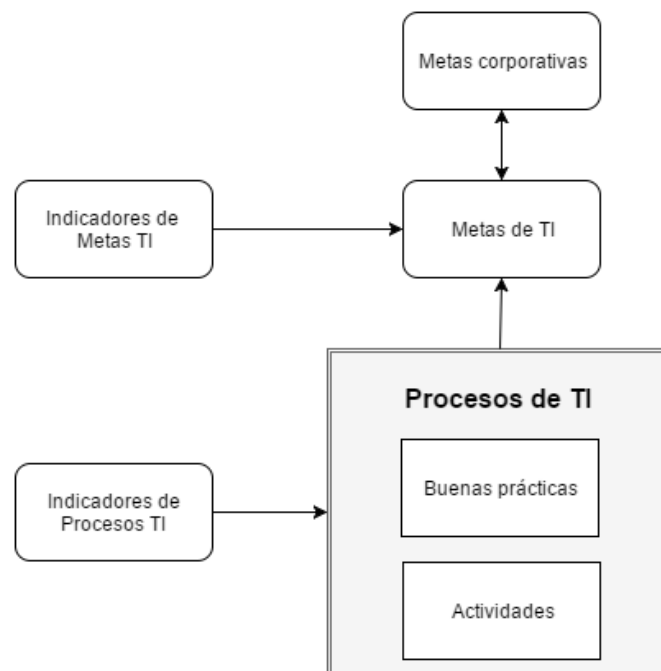 Metas corporativas
Indicadores de
Metas TI
Metas de TI
Procesos de TI
Buenas prácticas
Indicadores de
Procesos TI
Actividades